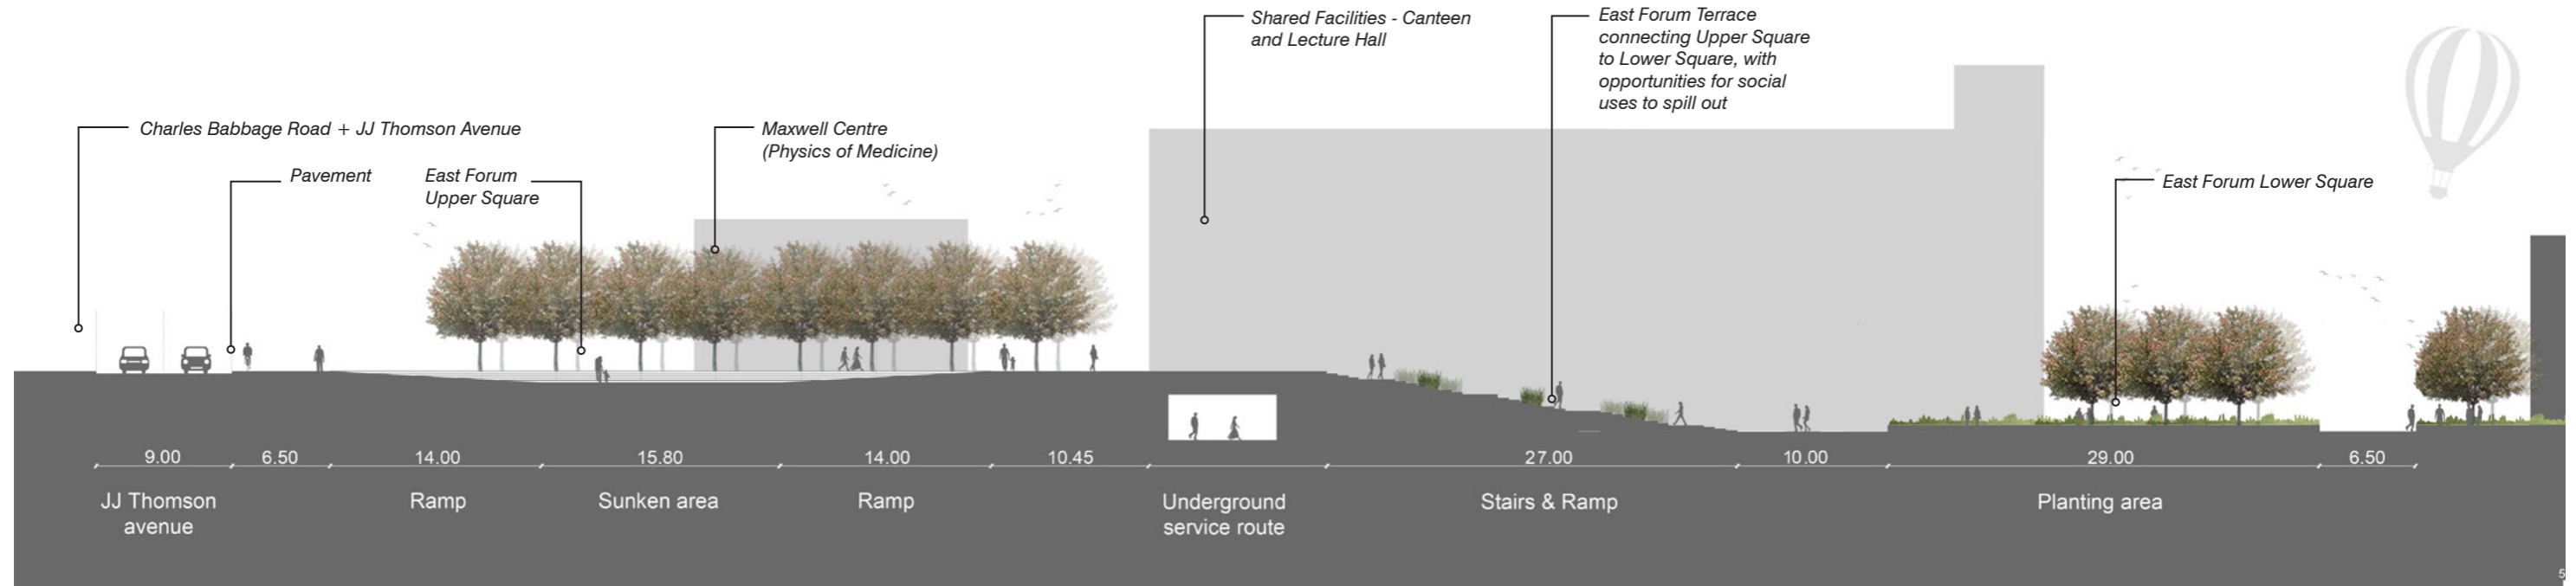 Shared Facilities - Canteen
and Lecture Hall
East Forum Terrace
connecting Upper Square
to Lower Square, with
opportunities for social
uses to spill out
Charles Babbage Road + JJ Thomson Avenue
Maxwell Centre
(Physics of Medicine)
Pavement
East Forum
Upper Square
East Forum Lower Square
9.00
6.50
14.00
15.80
14.00
10.45
27.00
10.00
29.00
6.50
JJ Thomson
avenue
Ramp
Sunken area
Ramp
Underground
service route
Stairs & Ramp
Planting area
5